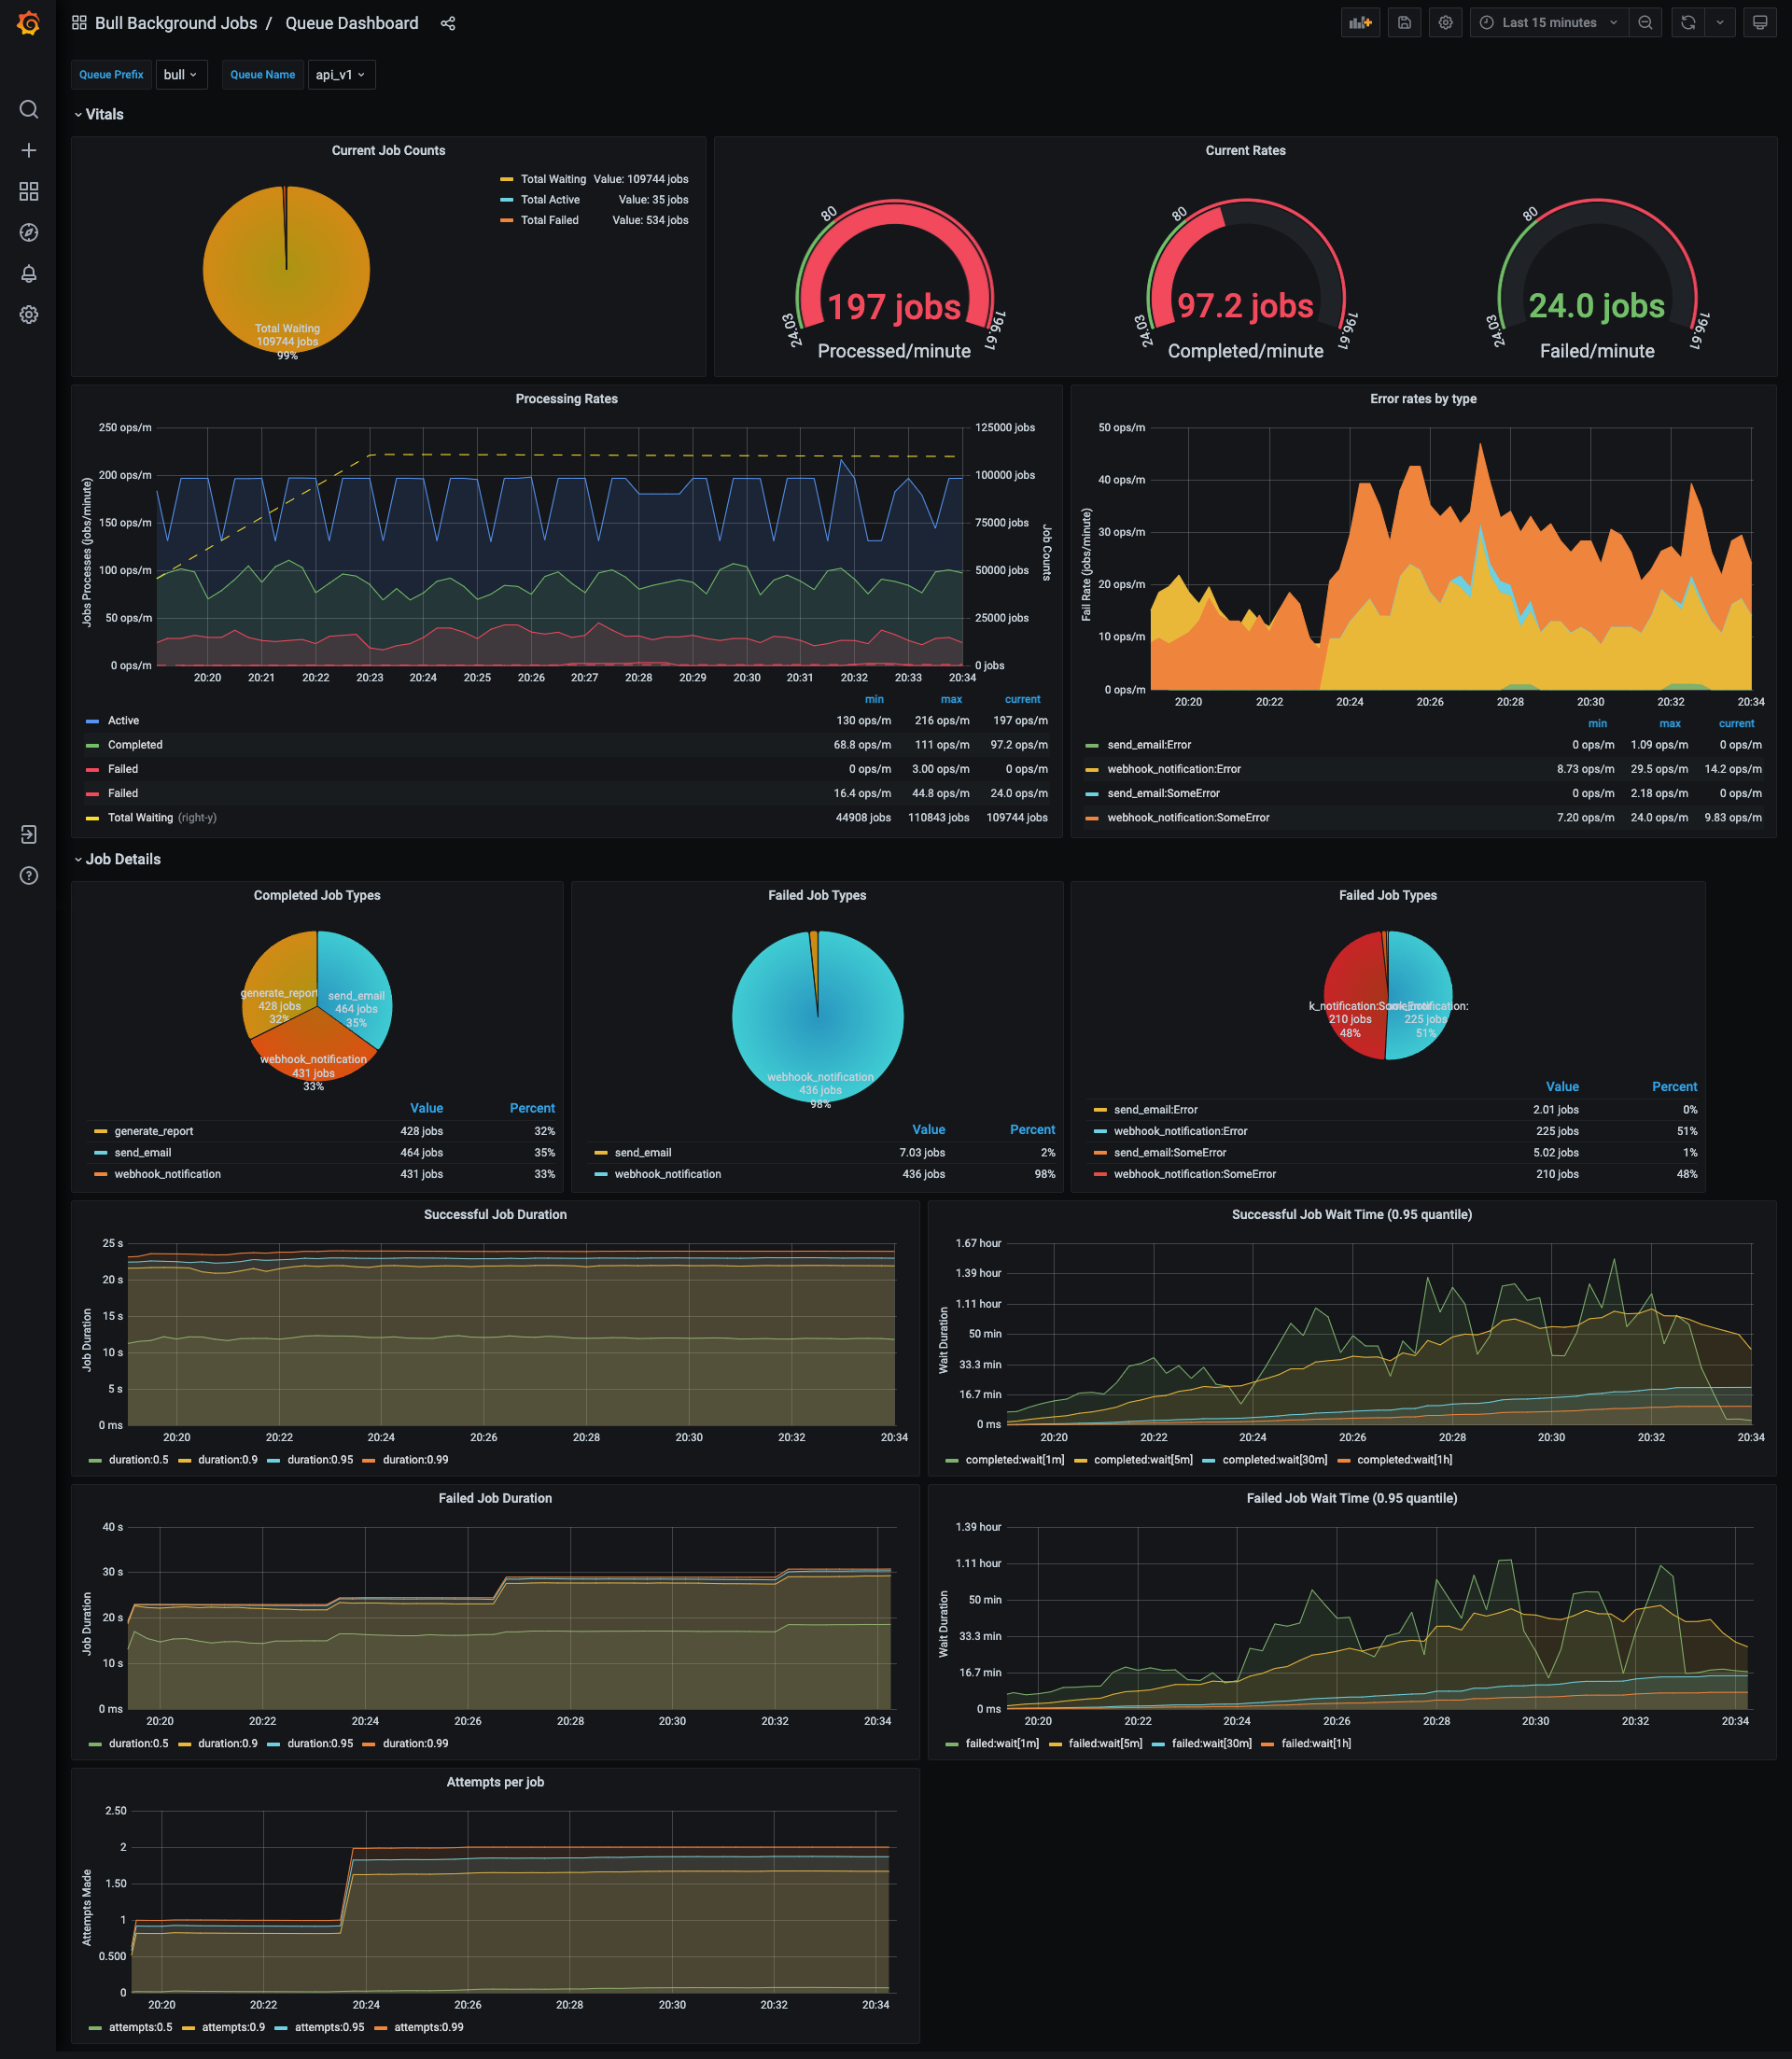 Bull Background Jobs / Queue Dashboard
Last 15 minutes
Queue Prefix bull Queue Name api_v1
Vitals
Current Job Counts
Total Waiting Value: 109744 jobs
Total Active Value: 35 jobs
Total Failed Value: 534 jobs
Total Waiting
109744 jobs
99%
Current Rates
80
24.03
196.61
197 jobs
Processed/minute
80
24.03
196.61
97.2 jobs
Completed/minute
80
24.03
196.61
24.0 jobs
Failed/minute
Processing Rates
Jobs Processes (jobs/minute)
250 ops/m
200 ops/m
150 ops/m
100 ops/m
50 ops/m
0 ops/m
125000 jobs
100000 jobs
75000 jobs
50000 jobs
25000 jobs
0 jobs
Job Counts
20:20 20:21 20:22 20:23 20:24 20:25 20:26 20:27 20:28 20:29 20:30 20:31 20:32 20:33 20:34
min max current
Active 130 ops/m 216 ops/m 197 ops/m
Completed 68.8 ops/m 111 ops/m 97.2 ops/m
Failed 0 ops/m 3.00 ops/m 0 ops/m
Failed 16.4 ops/m 44.8 ops/m 24.0 ops/m
Total Waiting (right-y) 44908 jobs 110843 jobs 109744 jobs
Error rates by type
Fail Rate (jobs/minute)
50 ops/m
40 ops/m
30 ops/m
20 ops/m
10 ops/m
0 ops/m
20:20 20:22 20:24 20:26 20:28 20:30 20:32 20:34
min max current
send_email:Error 0 ops/m 1.09 ops/m 0 ops/m
webhook_notification:Error 8.73 ops/m 29.5 ops/m 14.2 ops/m
send_email:SomeError 0 ops/m 2.18 ops/m 0 ops/m
webhook_notification:SomeError 7.20 ops/m 24.0 ops/m 9.83 ops/m
Job Details
Completed Job Types
generate_report
428 jobs
32%
send_email
464 jobs
35%
webhook_notification
431 jobs
33%
Value Percent
generate_report 428 jobs 32%
send_email 464 jobs 35%
webhook_notification 431 jobs 33%
Failed Job Types
webhook_notification
436 jobs
98%
Value Percent
send_email 7.03 jobs 2%
webhook_notification 436 jobs 98%
Failed Job Types
210 jobs 225 jobs
48% 51%
Value Percent
send_email:Error 2.01 jobs 0%
webhook_notification:Error 225 jobs 51%
send_email:SomeError 5.02 jobs 1%
webhook_notification:SomeError 210 jobs 48%
Successful Job Duration
Job Duration
25 s
20 s
15 s
10 s
5 s
0 ms
20:20 20:22 20:24 20:26 20:28 20:30 20:32 20:34
duration:0.5 duration:0.9 duration:0.95 duration:0.99
Successful Job Wait Time (0.95 quantile)
Wait Duration
1.67 hour
1.39 hour
1.11 hour
50 min
33.3 min
16.7 min
0 ms
20:20 20:22 20:24 20:26 20:28 20:30 20:32 20:34
completed:wait[1m] completed:wait[5m] completed:wait[30m] completed:wait[1h]
Failed Job Duration
Job Duration
40 s
30 s
20 s
10 s
0 ms
20:20 20:22 20:24 20:26 20:28 20:30 20:32 20:34
duration:0.5 duration:0.9 duration:0.95 duration:0.99
Failed Job Wait Time (0.95 quantile)
Wait Duration
1.39 hour
1.11 hour
50 min
33.3 min
16.7 min
0 ms
20:20 20:22 20:24 20:26 20:28 20:30 20:32 20:34
failed:wait[1m] failed:wait[5m] failed:wait[30m] failed:wait[1h]
Attempts per job
Attempts Made
2.50
2
1.50
1
0.500
0
20:20 20:22 20:24 20:26 20:28 20:30 20:32 20:34
attempts:0.5 attempts:0.9 attempts:0.95 attempts:0.99